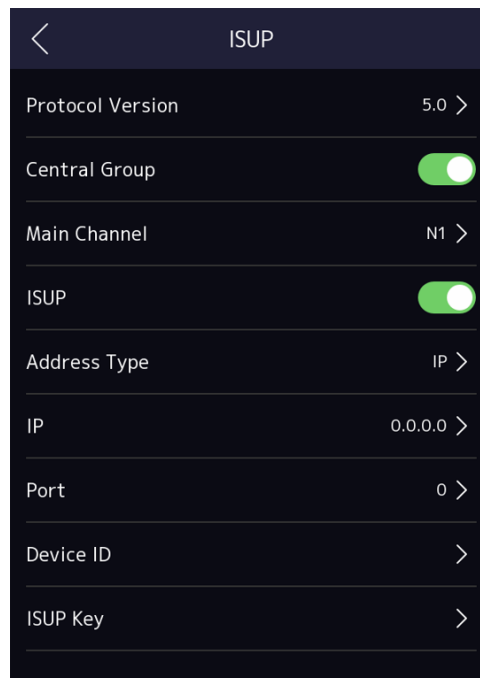 ISUP
Protocol Version 5.0
Central Group
Main Channel N1
ISUP
Address Type IP
IP 0.0.0.0
Port 0
Device ID
ISUP Key